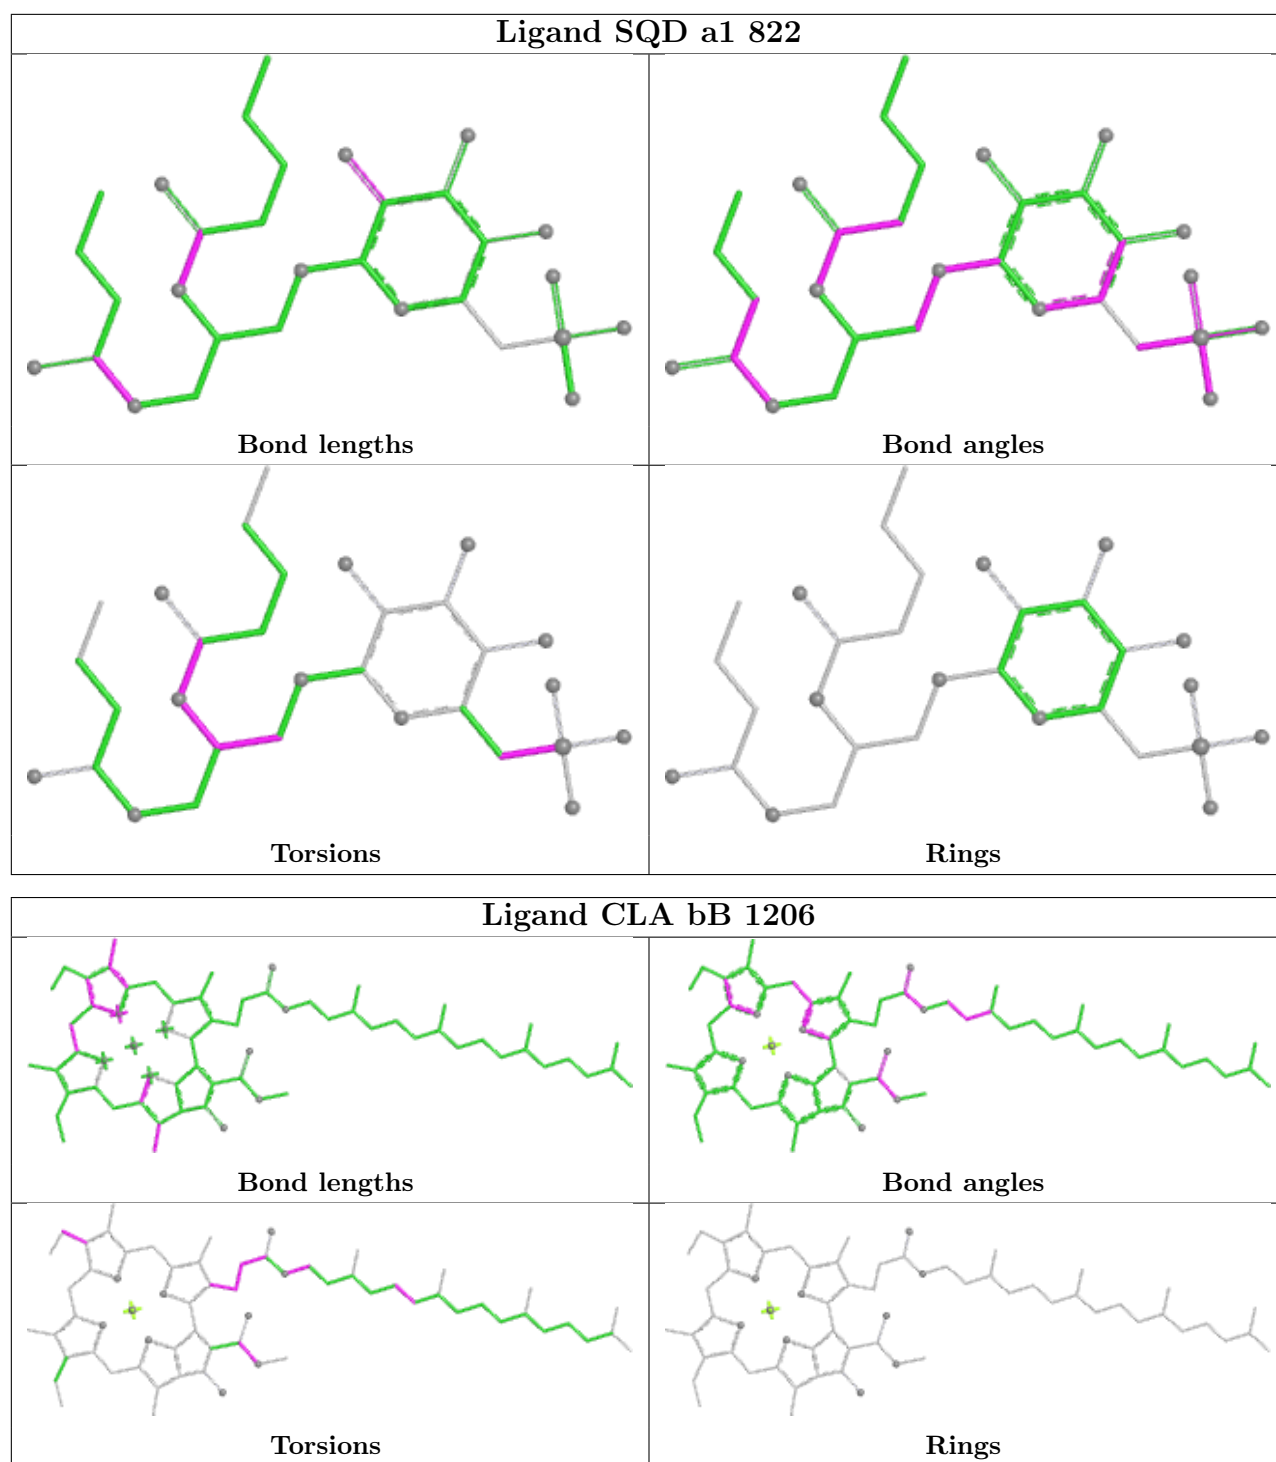 Ligand SQD a1 822
Bond lengths
Bond angles
Torsions
Rings
Ligand CLA bB 1206
Bond lengths
Bond angles
Torsions
Rings